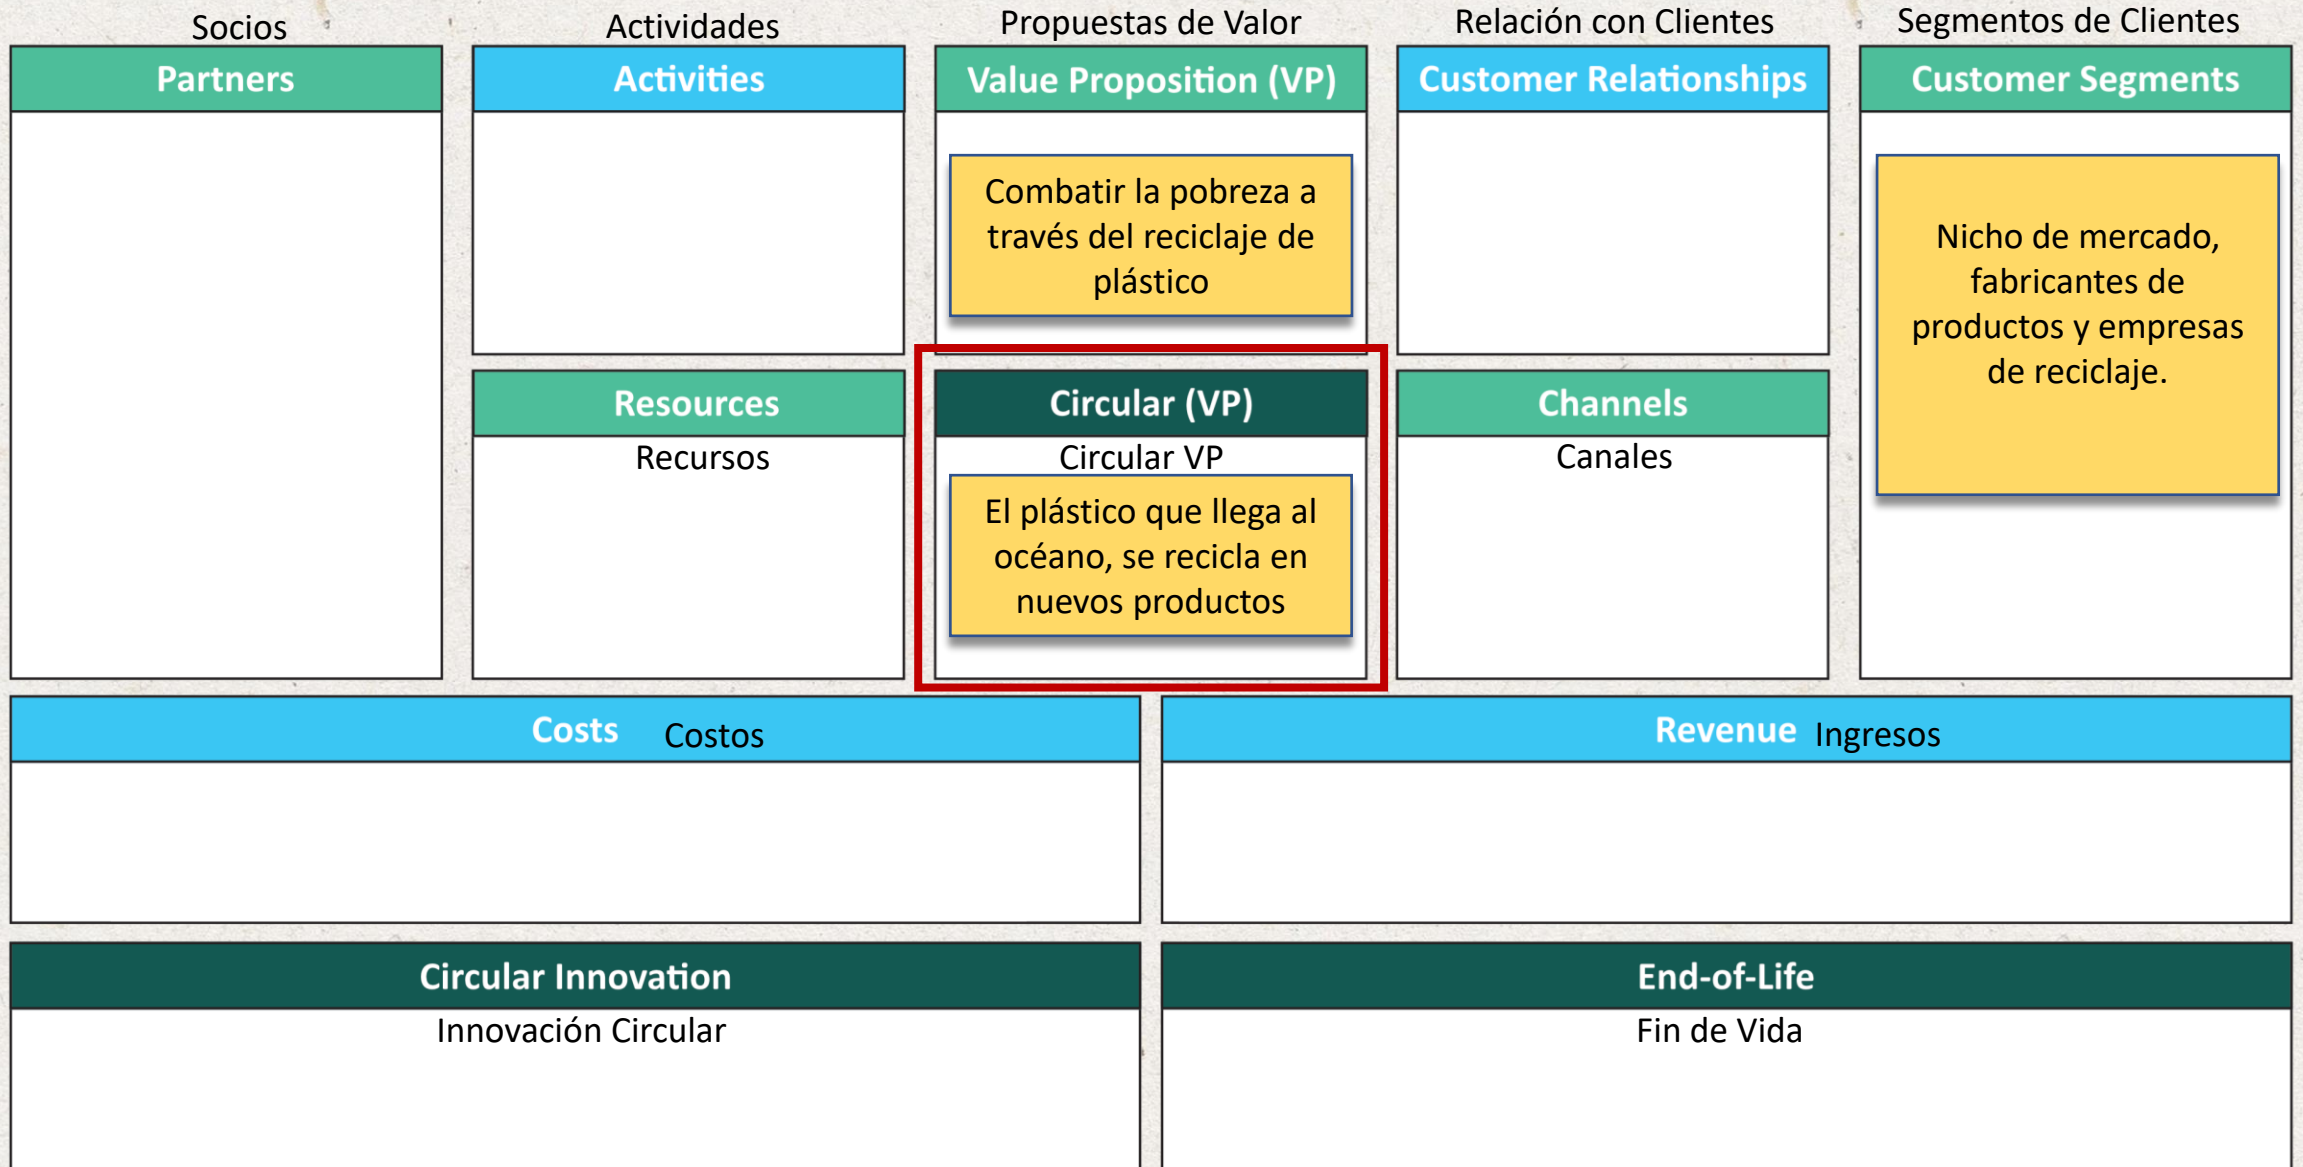 Socios
Partners
Actividades
Activities
Propuestas de Valor
Value Proposition (VP)
Combatir la pobreza a
través del reciclaje de
plástico
Relación con Clientes
Customer Relationships
Segmentos de Clientes
Customer Segments
Nicho de mercado,
fabricantes de
productos y empresas
de reciclaje.
Resources
Recursos
Circular (VP)
Circular VP
El plástico que llega al
océano, se recicla en
nuevos productos
Channels
Canales
Costs Costos
Revenue Ingresos
Circular Innovation
Innovación Circular
End-of-Life
Fin de Vida